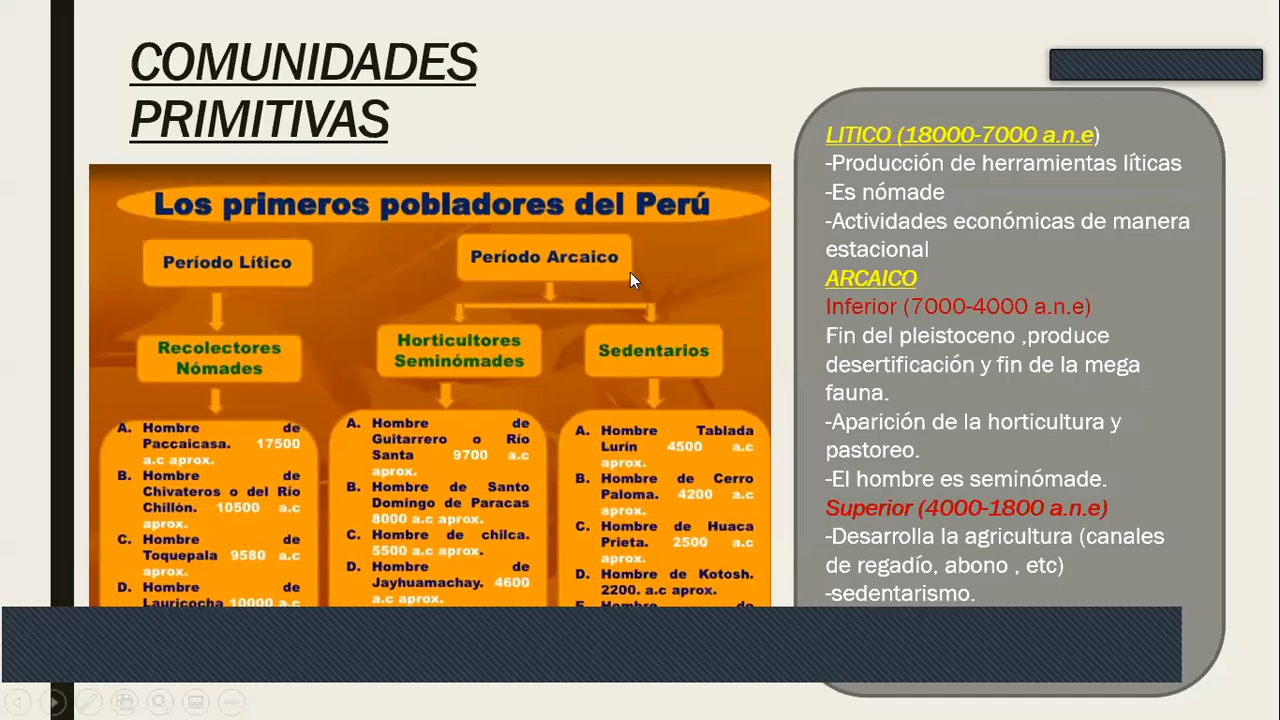 COMUNIDADES
PRIMITIVAS
Los primeros pobladores del Perú
Período Lítico
Período Arcaico
Recolectores
Nómades
Horticultores
Seminómades
Sedentarios
A. Hombre de
Paccaicasa. 17500
a.c aprox.
B. Hombre de
Chivateros o del Río
Chillón. 10500 a.c
aprox.
C. Hombre de
Toquepala 9580 a.c
aprox.
D. Hombre de
Lauricocha 10000 a.c
A. Hombre de
Guitarrero o Río
Santa 9700 a.c
aprox.
B. Hombre de Santo
Domingo de Paracas
8000 a.c aprox.
C. Hombre de chilca.
5500 a.c aprox.
D. Hombre de
Jayhuamachay. 4600
a.c aprox.
A. Hombre Tablada
Lurín 4500 a.c
aprox.
B. Hombre de Cerro
Paloma. 4200 a.c
aprox.
C. Hombre de Huaca
Prieta. 2500 a.c
aprox.
D. Hombre de Kotosh.
2200. a.c aprox.
E. Hombre de
LITICO (18000-7000 a.n.e)
-Producción de herramientas líticas
-Es nómade
-Actividades económicas de manera
estacional
ARCAICO
Inferior (7000-4000 a.n.e)
Fin del pleistoceno ,produce
desertificación y fin de la mega
fauna.
-Aparición de la horticultura y
pastoreo.
-El hombre es seminómade.
Superior (4000-1800 a.n.e)
-Desarrolla la agricultura (canales
de regadío, abono , etc)
-sedentarismo.